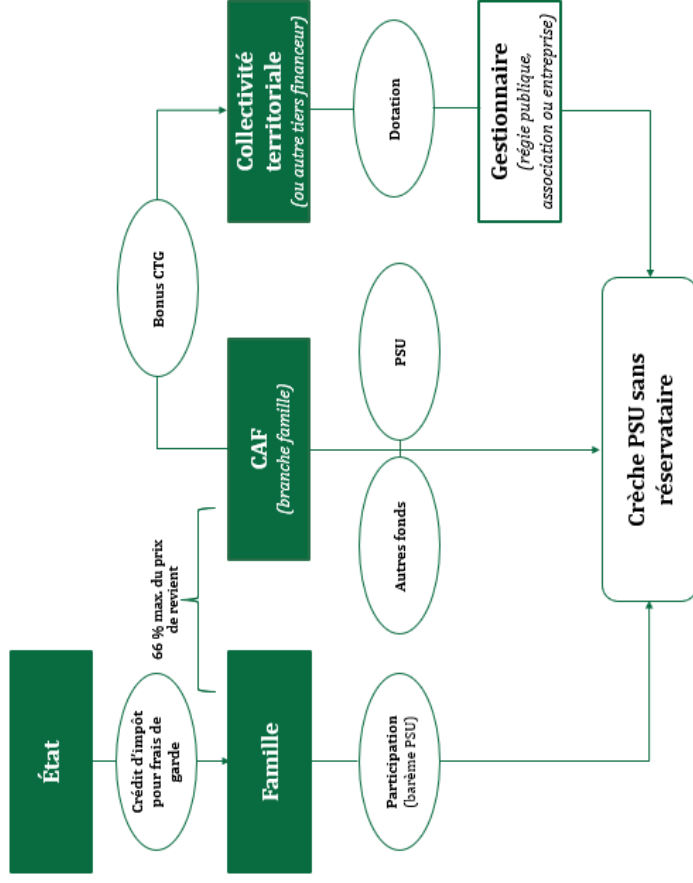 État
Crédit d'impôt
pour frais de
garde
66 % max. du prix
de revient
Bonus CTG
Famille
CAF
(branche famille)
Collectivité
territoriale
(ou autre tiers financeur)
Participation
(barème PSU)
Autres fonds
PSU
Dotation
Gestionnaire
(régie publique,
association ou entreprise)
Crèche PSU sans
réservataire